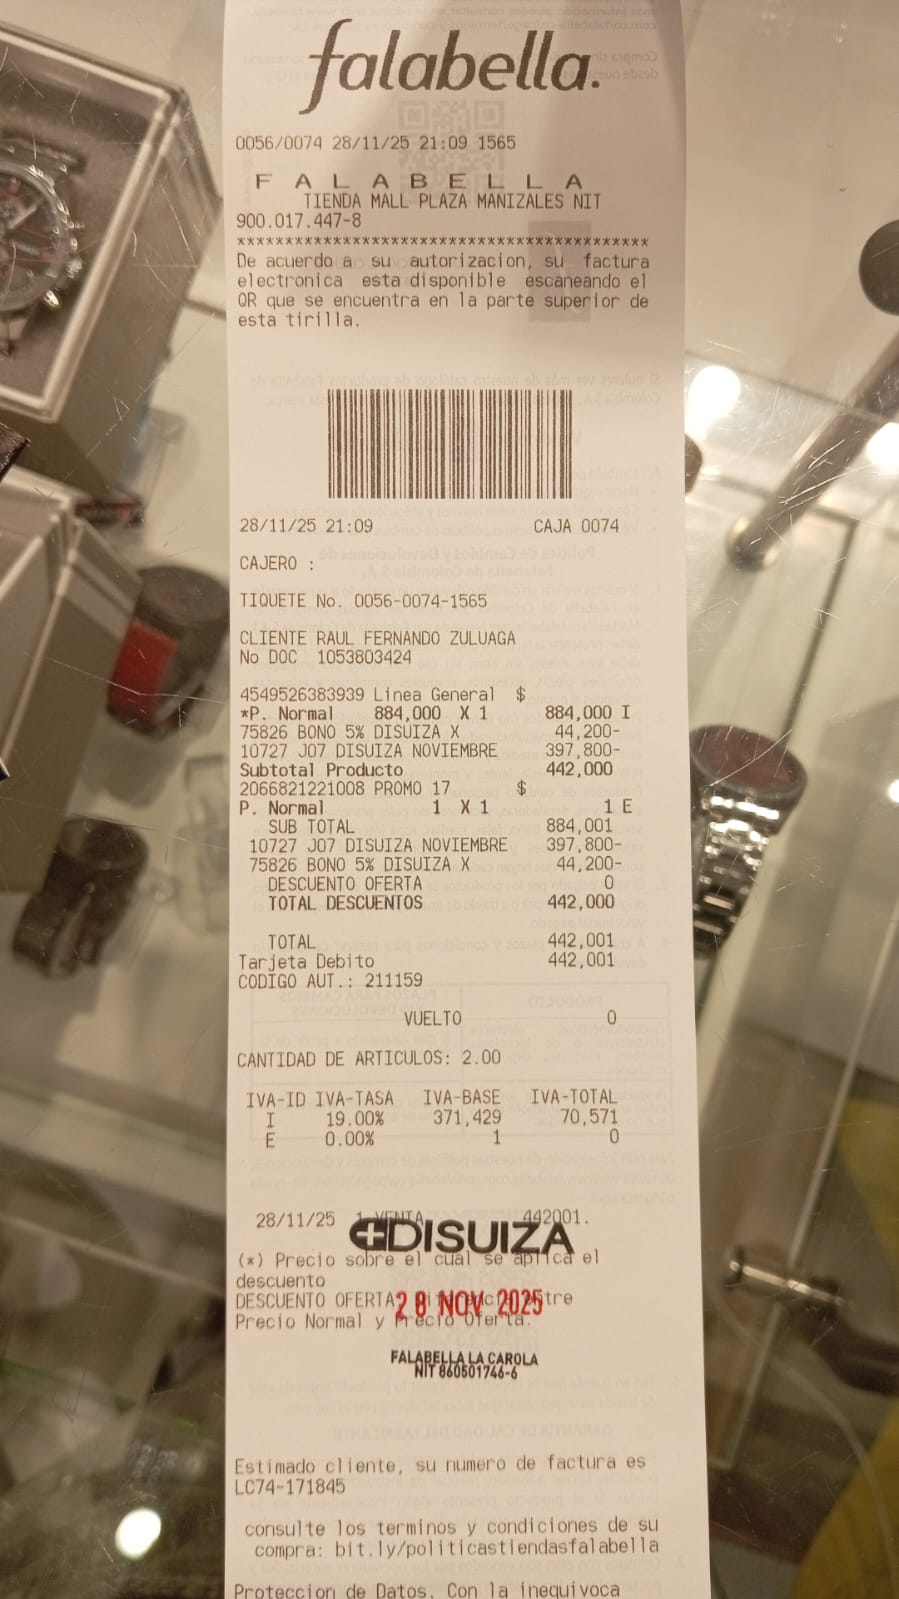 falabella.
0056/0074 28/11/25 21:09 1565
F A L A B E L L A
TIENDA MALL PLAZA MANIZALES NIT
900.017.447-8
*******************************************
De acuerdo a su autorizacion, su factura
electronica esta disponible escaneando el
QR que se encuentra en la parte superior de
esta tirilla.
28/11/25 21:09 CAJA 0074
CAJERO :
TIQUETE No. 0056-0074-1565
CLIENTE RAUL FERNANDO ZULUAGA
No DOC 1053803424
4549526383939 Linea General $
*P. Normal 884,000 X 1 884,000 I
75826 BONO 5% DISUIZA X 44,200-
10727 J07 DISUIZA NOVIEMBRE 397,800-
Subtotal Producto 442,000
2066821221008 PROMO 17 $
P. Normal 1 X 1 1 E
SUB TOTAL 884,001
10727 J07 DISUIZA NOVIEMBRE 397,800-
75826 BONO 5% DISUIZA X 44,200-
DESCUENTO OFERTA 0
TOTAL DESCUENTOS 442,000
TOTAL 442,001
Tarjeta Debito 442,001
CODIGO AUT.: 211159
VUELTO 0
CANTIDAD DE ARTICULOS: 2.00
IVA-ID IVA-TASA IVA-BASE IVA-TOTAL
I 19.00% 371,429 70,571
E 0.00% 1 0
28/11/25 1 VENTA 442001.
DISUIZA
(*) Precio sobre el cual se aplica el
descuento
DESCUENTO OFERTA
28 NOV 2025
Precio Normal y Precio Oferta.
FALABELLA LA CAROLA
NIT 860501746-6
Estimado cliente, su numero de factura es
LC74-171845
consulte los terminos y condiciones de su
compra: bit.ly/politicastiendasfalabella
Proteccion de Datos. Con la inequivoca